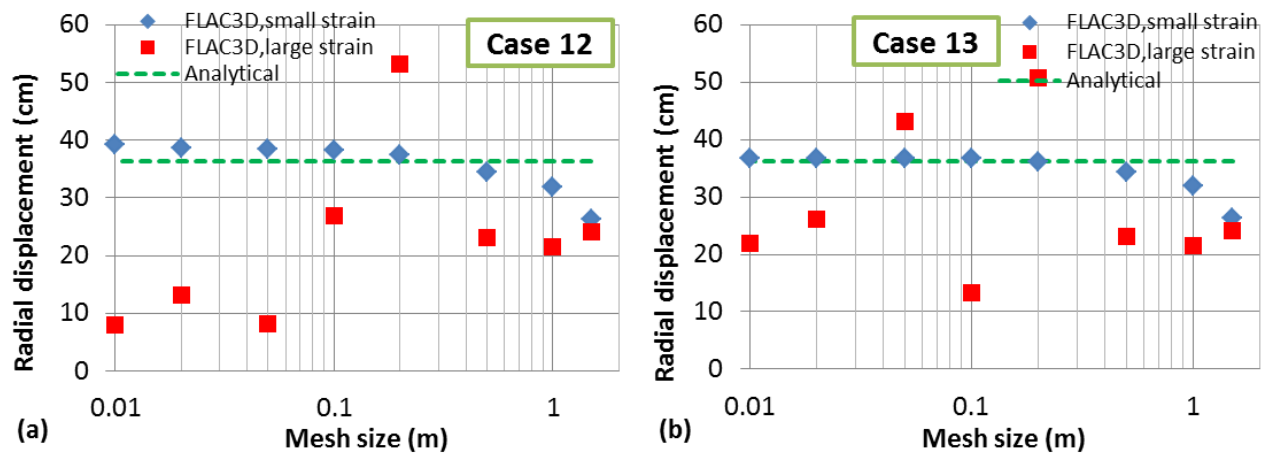 60
50
40
30
20
10
0
Radial displacement (cm)
FLAC3D,small strain
FLAC3D,large strain
Analytical
Case 12
0.01
0.1
1
Mesh size (m)
(a)
60
50
40
30
20
10
0
Radial displacement (cm)
FLAC3D,small strain
FLAC3D,large strain
Analytical
Case 13
0.01
0.1
1
Mesh size (m)
(b)